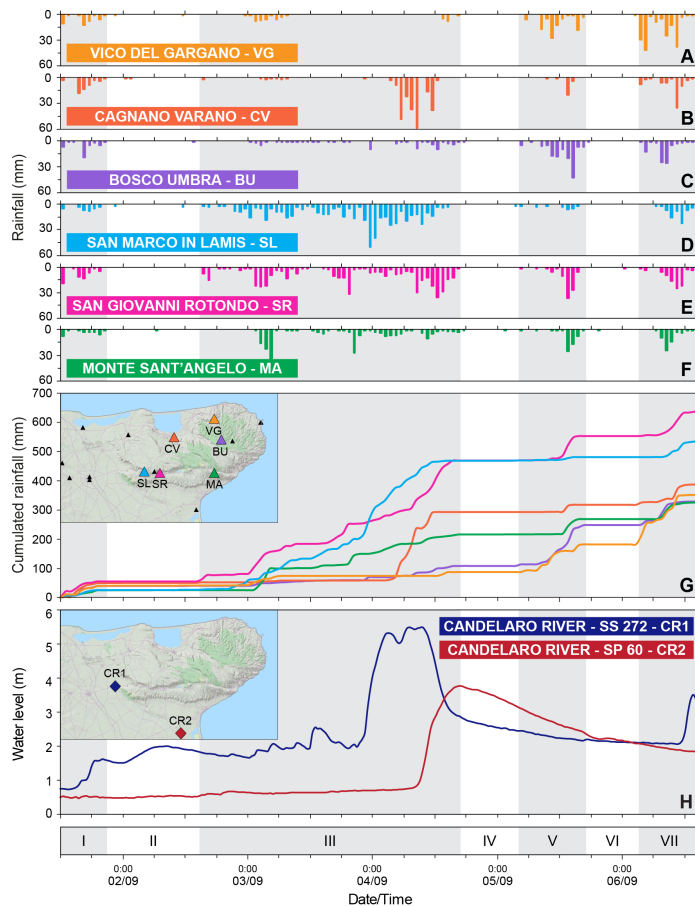 0
30
60
VICO DEL GARGANO - VG
A
0
30
60
CAGNANO VARANO - CV
B
0
30
60
BOSCO UMBRA - BU
C
Rainfall (mm)
0
30
60
SAN MARCO IN LAMIS - SL
D
0
30
60
SAN GIOVANNI ROTONDO - SR
E
0
30
60
MONTE SANT'ANGELO - MA
F
700
600
500
400
300
200
100
0
Cumulated rainfall (mm)
VG
CV
BU
SL
SR
MA
G
6
5
4
3
2
1
0
Water level (m)
CANDELARO RIVER - SS 272 - CR1
CANDELARO RIVER - SP 60 - CR2
CR1
CR2
H
I II III IV V VI VII
0:00 0:00 0:00 0:00 0:00
02/09 03/09 04/09 05/09 06/09
Date/Time